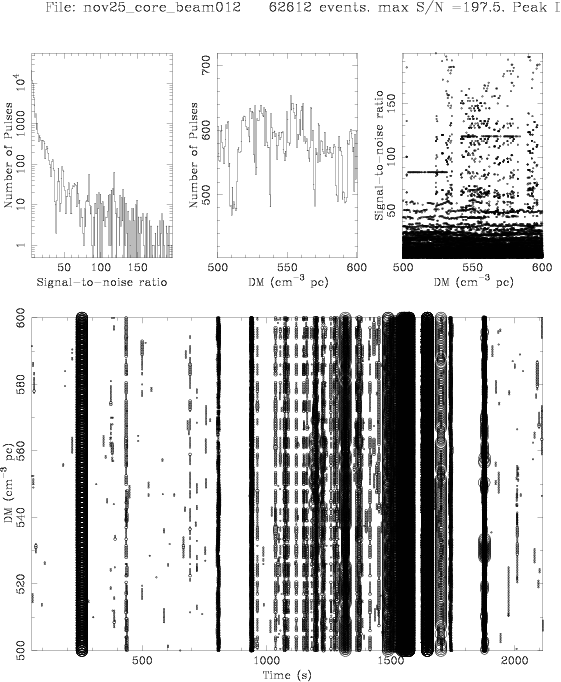 File: nov25_core_beam012 62612 events. max S/N =197.5. Peak D
Number of Pulses
10⁴
1000
100
10
1
50 100 150
Signal-to-noise ratio
Number of Pulses
700
600
500
500 550 600
DM (cm⁻³ pc)
Signal-to-noise ratio
150
100
50
500 550 600
DM (cm⁻³ pc)
DM (cm⁻³ pc)
600
580
560
540
520
500
500 1000 1500 2000
Time (s)